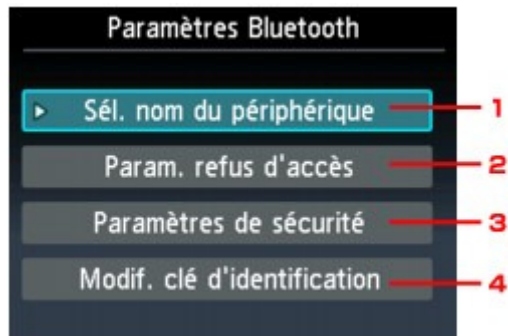 Paramètres Bluetooth
Sél. nom du périphérique 1
Param. refus d'accès 2
Paramètres de sécurité 3
Modif. clé d'identification 4